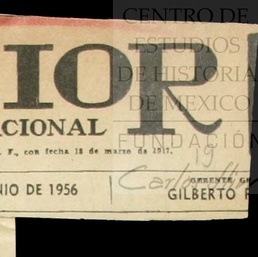 CENTRO DE
ESTUDIOS
DE HISTORIA
DE MEXICO
FUNDACIÓN
IOR
ACIONAL
F., con fecha 18 de marzo de 1917.
19
NIO DE 1956
GERENTE
GILBERTO